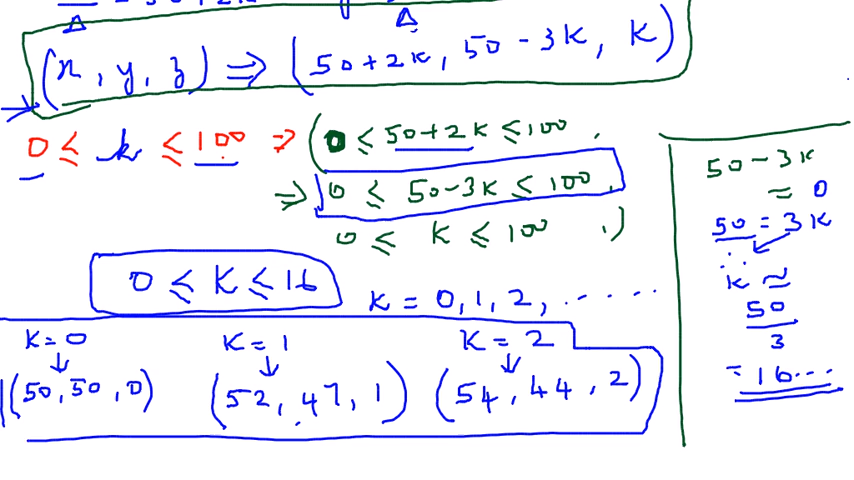 (x, y, z) ⇒ (50+2k, 50-3k, k)
0 ≤ k ≤ 100 ⇒ (0 ≤ 50+2k ≤ 100,
⇒ 0 ≤ 50-3k ≤ 100,
0 ≤ k ≤ 100 ,)
0 ≤ k ≤ 16
k = 0, 1, 2, ......
k=0 k=1 k=2
(50, 50, 0) (52, 47, 1) (54, 44, 2)
50-3k
≈ 0
50 = 3k
∴
k ≈
50
3
= 16...